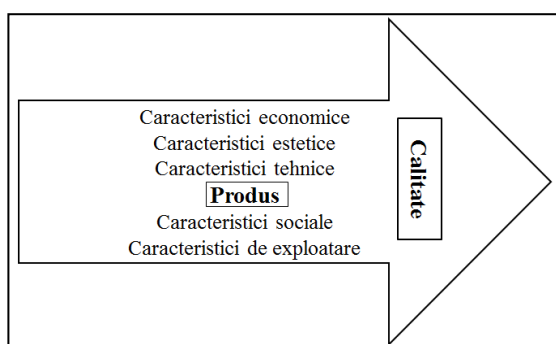 Caracteristici economice
Caracteristici estetice
Caracteristici tehnice
Produs
Caracteristici sociale
Caracteristici de exploatare
Calitate